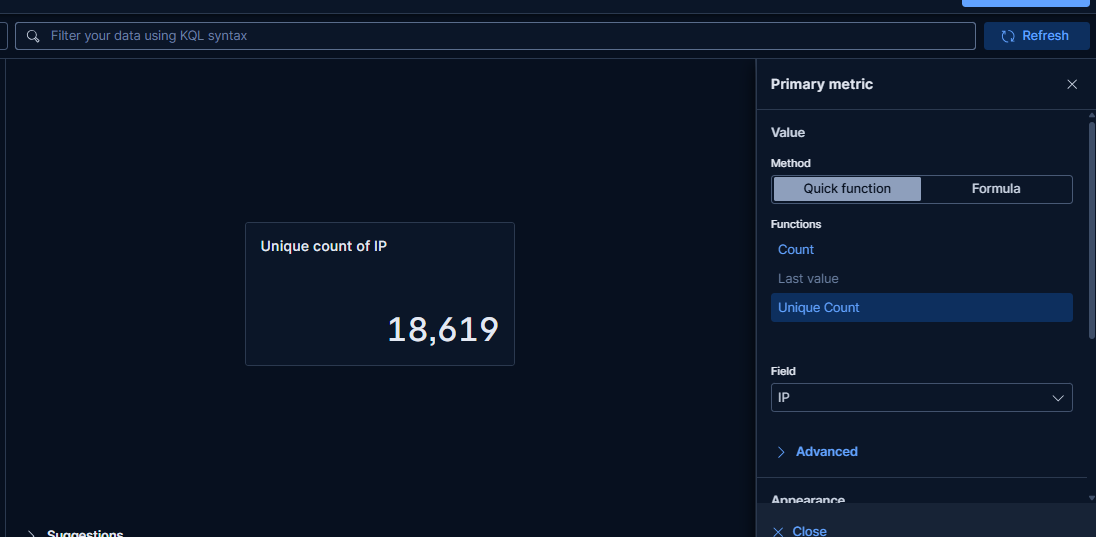 Filter your data using KQL syntax
Refresh
Unique count of IP
18,619
Suggestions
Primary metric
Value
Method
Quick function
Formula
Functions
Count
Last value
Unique Count
Field
IP
Advanced
Appearance
Close